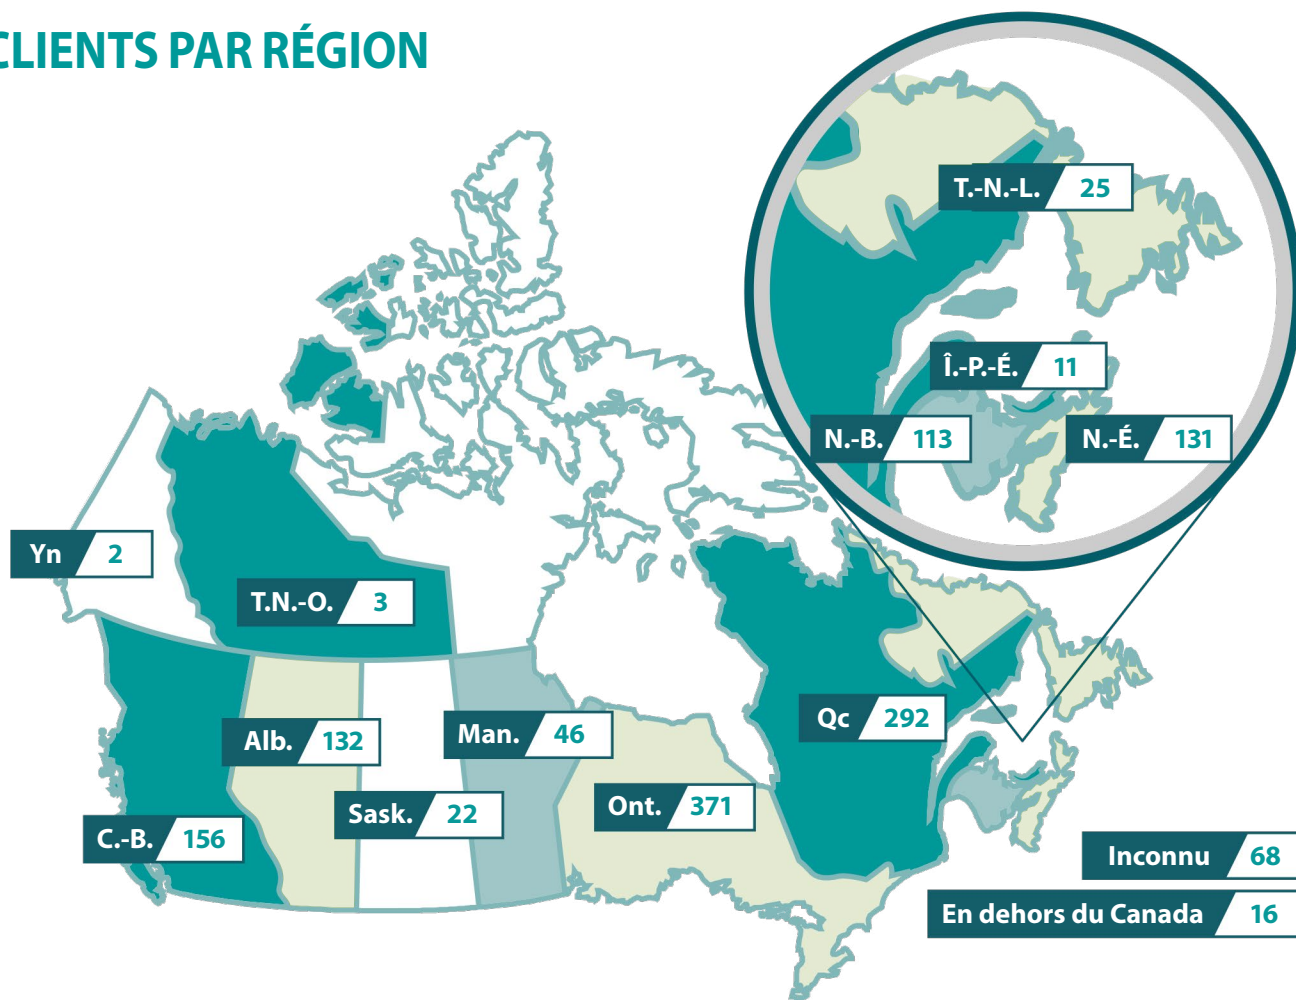 CLIENTS PAR RÉGION
T.-N.-L. 25
Î.-P.-É. 11
N.-B. 113
N.-É. 131
Yn 2
T.N.-O. 3
Qc 292
Man. 46
Alb. 132
Sask. 22
Ont. 371
C.-B. 156
Inconnu 68
En dehors du Canada 16